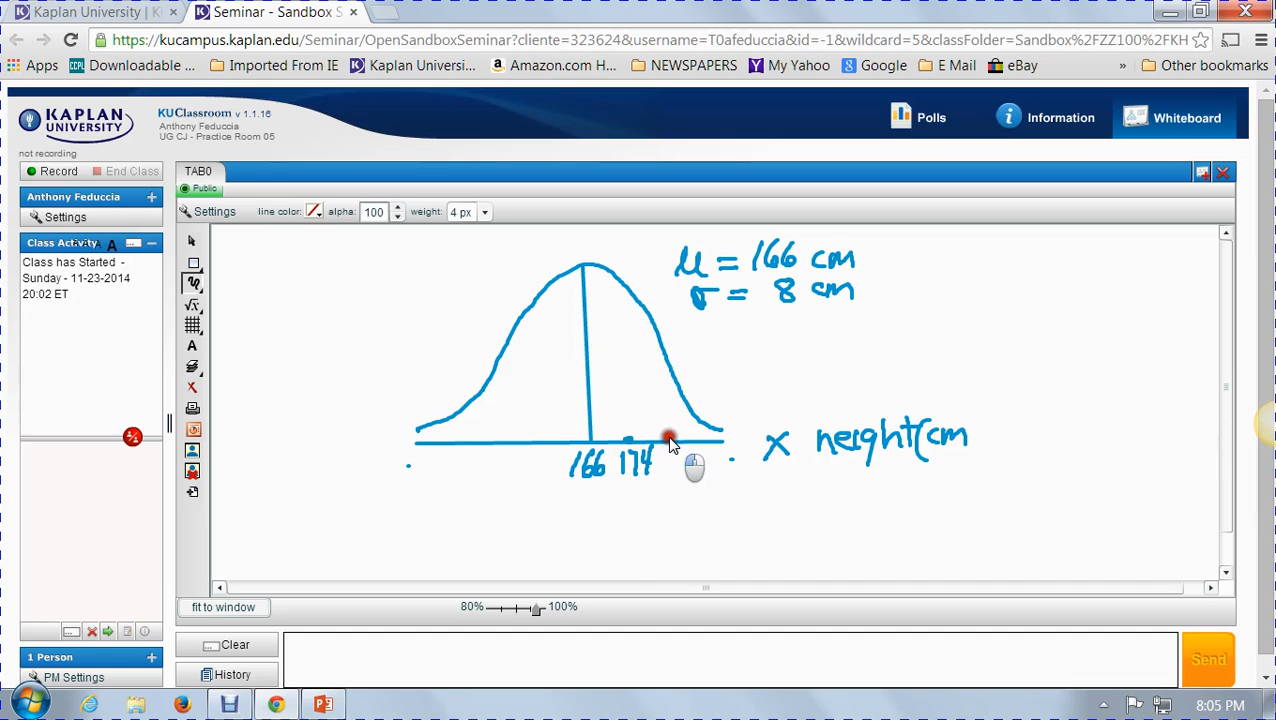 Kaplan University | K
Seminar - Sandbox S
https://kucampus.kaplan.edu/Seminar/OpenSandboxSeminar?cliente=323624&username=Toafeduccia&id=-1&wildcard=5&classFolder=Sandbox%2FZZ100%2FKH
Apps
CCPL Downloadable ...
Imported From IE
Kaplan Universi...
Amazon.com H...
NEWSPAPERS
My Yahoo
Google
E Mail
eBay
»
Other bookmarks
KAPLAN UNIVERSITY
KUClassroom v 1.1.16
Anthony Feduccia
UG CJ - Practice Room 05
Polls
Information
Whiteboard
not recording
Record
End Class
TAB0
Public
Anthony Feduccia
Settings
Settings
line color:
alpha:
100
weight:
4 px
Class Activity
A A A A
Class has Started -
Sunday - 11-23-2014
20:02 ET
μ = 166 cm
σ = 8 cm
166 174
x height(cm
fit to window
80%
100%
Clear
History
Send
1 Person
PM Settings
8:05 PM